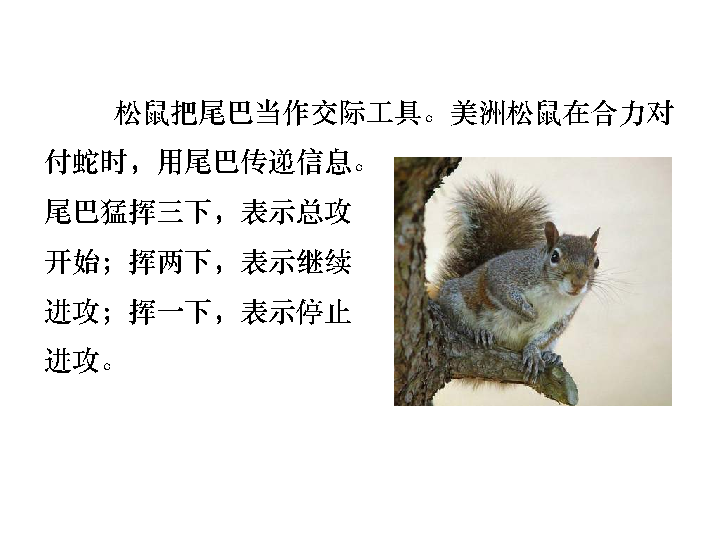 松鼠把尾巴当作交际工具。美洲松鼠在合力对
付蛇时，用尾巴传递信息。
尾巴猛挥三下，表示总攻
开始；挥两下，表示继续
进攻；挥一下，表示停止
进攻。